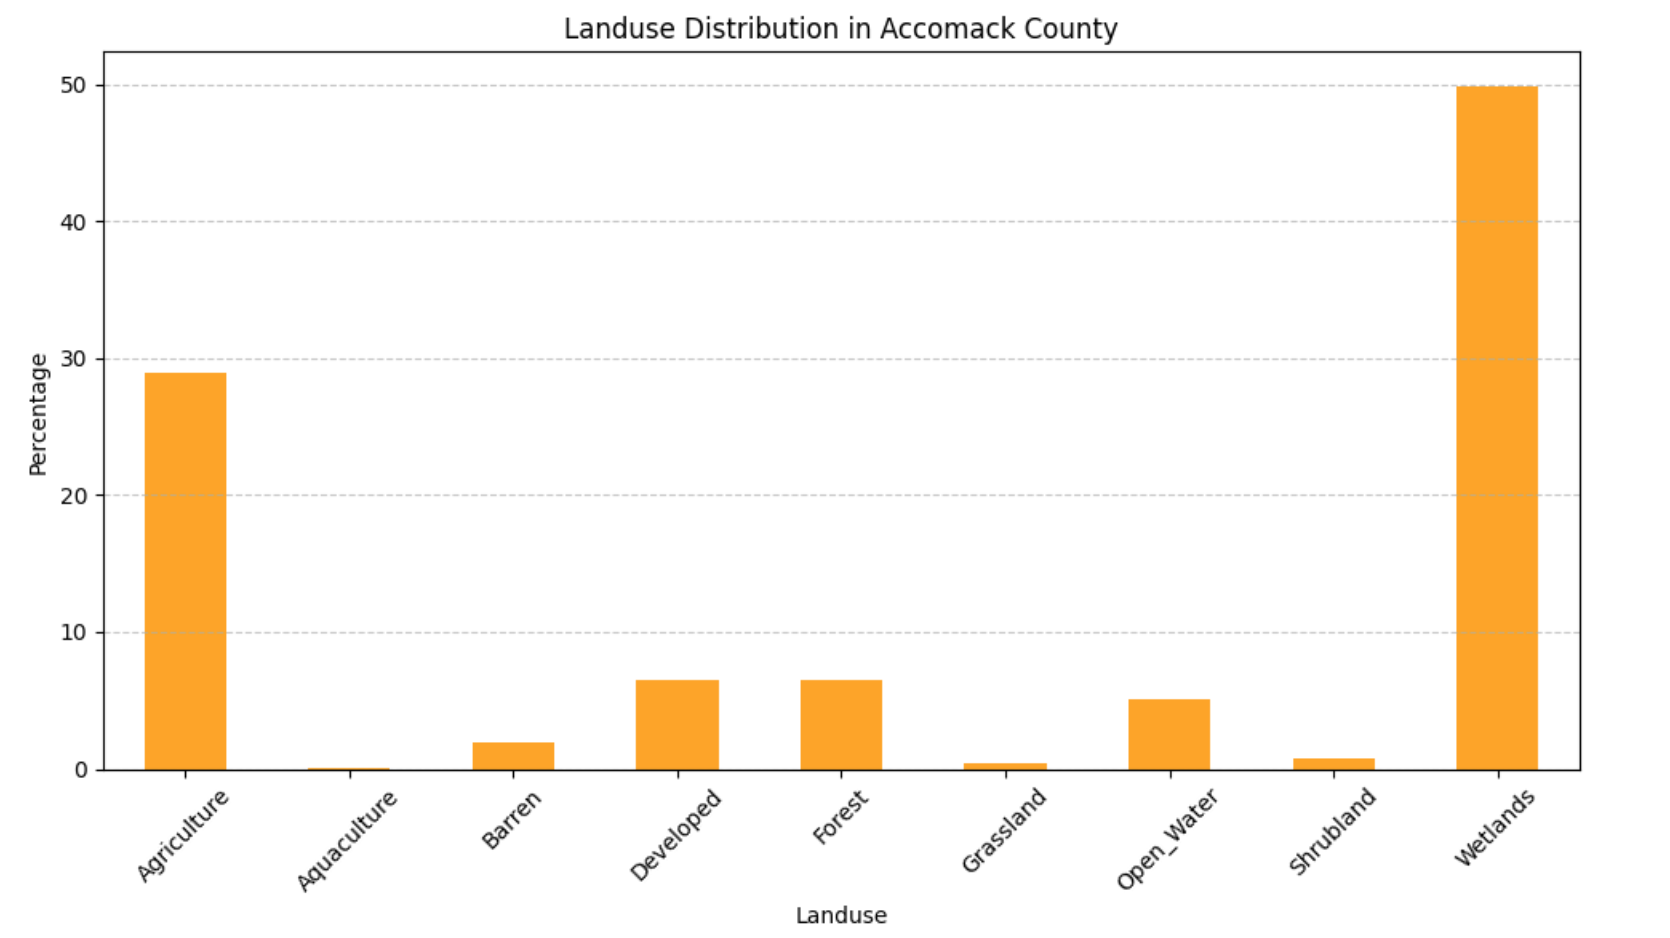 Landuse Distribution in Accomack County
Percentage
50
40
30
20
10
0
Agriculture
Aquaculture
Barren
Developed
Forest
Grassland
Open_Water
Shrubland
Wetlands
Landuse